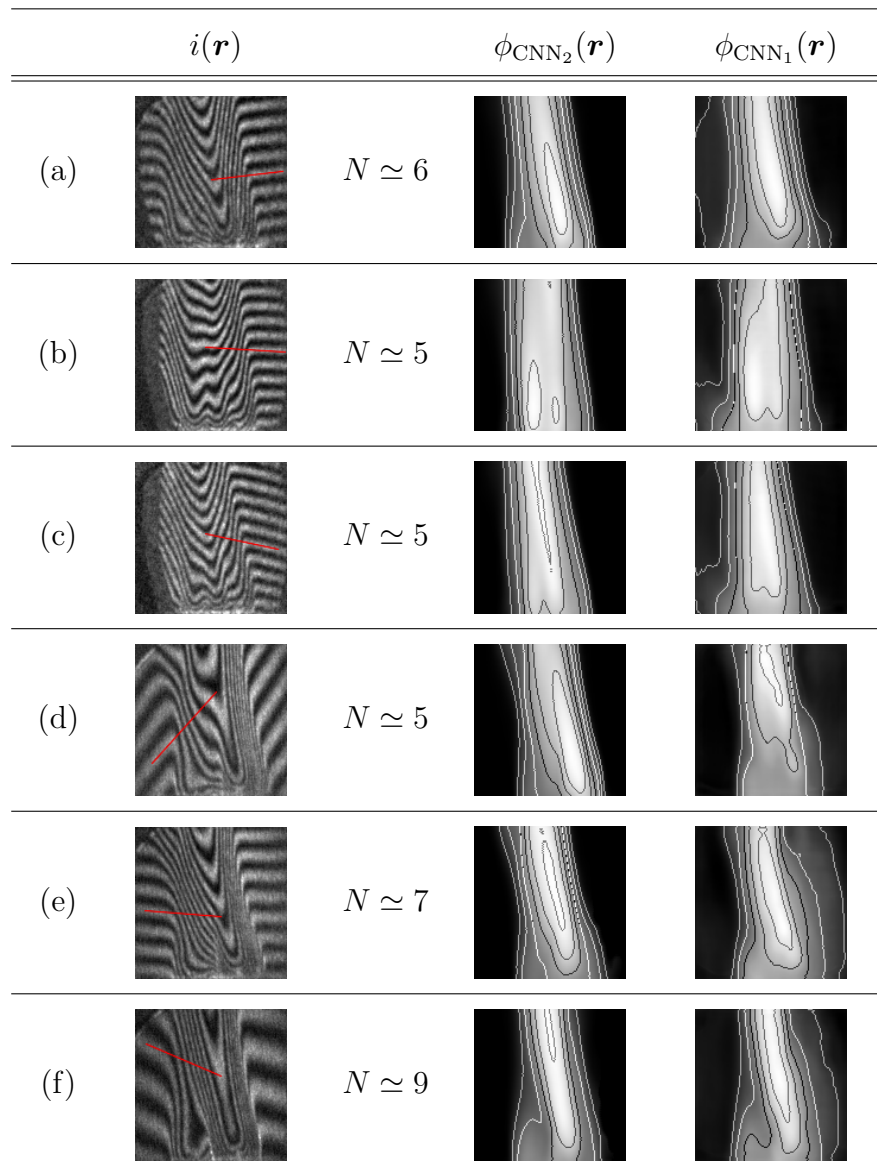 i(r) ϕCNN₂(r) ϕCNN₁(r)
(a) N ≃ 6
(b) N ≃ 5
(c) N ≃ 5
(d) N ≃ 5
(e) N ≃ 7
(f) N ≃ 9